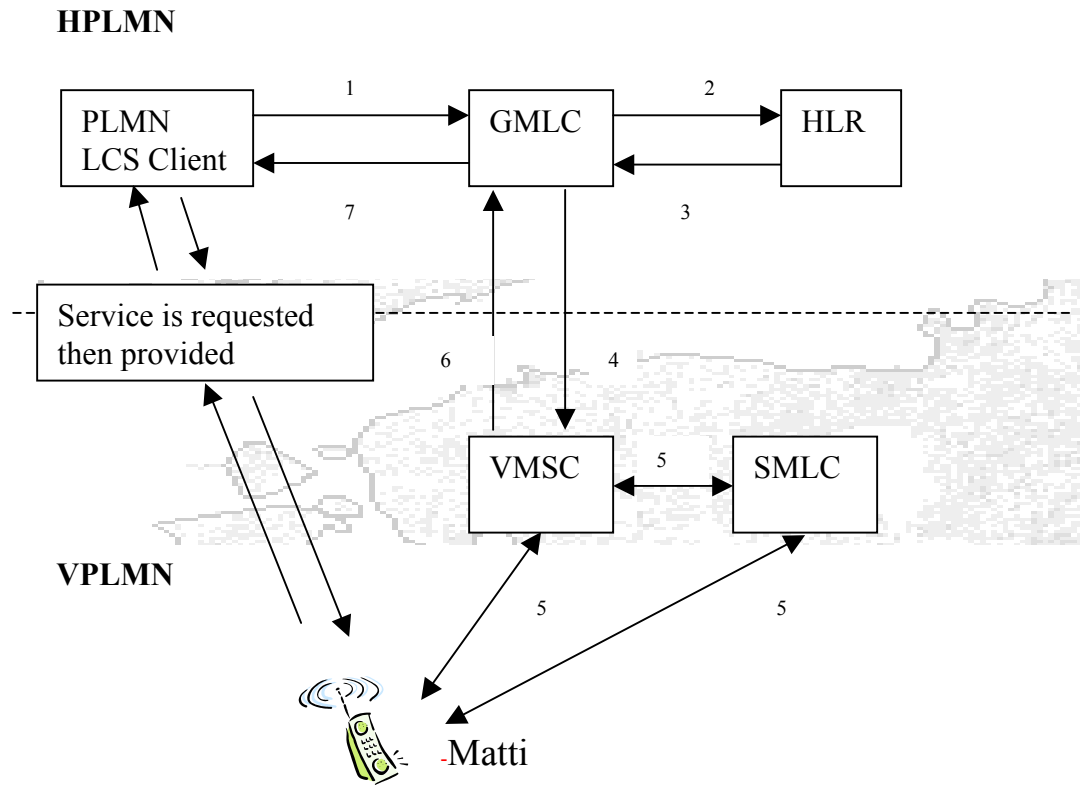 HPLMN
1
2
PLMN
LCS Client
GMLC
HLR
7
3
Service is requested
then provided
6
4
VMSC
5
SMLC
VPLMN
5
5
-Matti